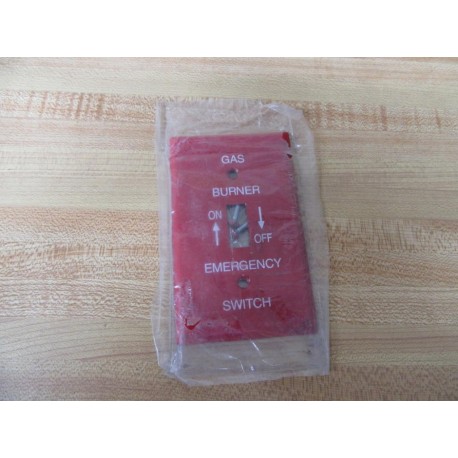 GAS
BURNER
ON
OFF
EMERGENCY
SWITCH